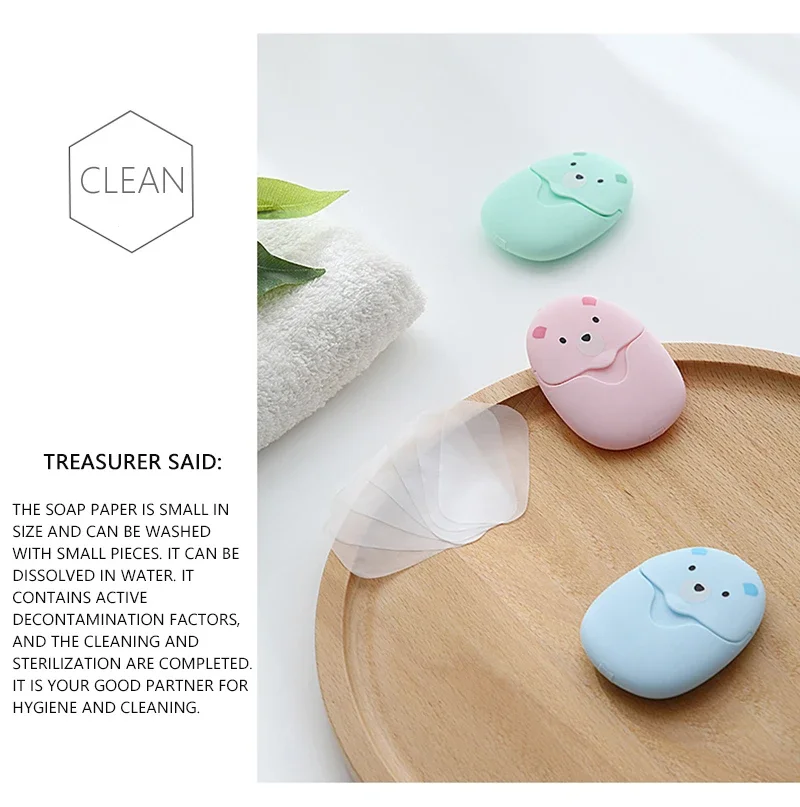 CLEAN
TREASURER SAID:
THE SOAP PAPER IS SMALL IN
SIZE AND CAN BE WASHED
WITH SMALL PIECES. IT CAN BE
DISSOLVED IN WATER. IT
CONTAINS ACTIVE
DECONTAMINATION FACTORS,
AND THE CLEANING AND
STERILIZATION ARE COMPLETED.
IT IS YOUR GOOD PARTNER FOR
HYGIENE AND CLEANING.